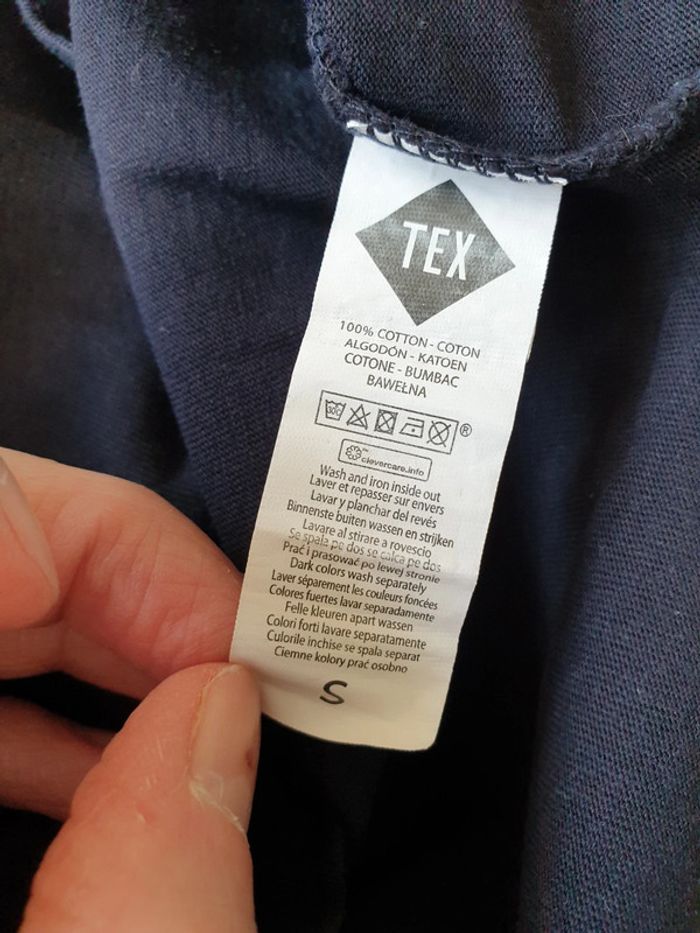 TEX
100% COTTON - COTON
ALGODÓN - KATOEN
COTONE - BUMBAC
BAWEŁNA
30°C
®
™
clevercare.info
Wash and iron inside out
Laver et repasser sur envers
Lavar y planchar del revés
Binnenste buiten wassen en strijken
Lavare al stirare a rovescio
Se spala pe dos se calca pe dos
Prać i prasować po lewej stronie
Dark colors wash separately
Laver séparement les couleurs foncées
Colores fuertes lavar separadamente
Felle kleuren apart wassen
Colori forti lavare separatamente
Culorile inchise se spala separat
Ciemne kolory prać osobno
S